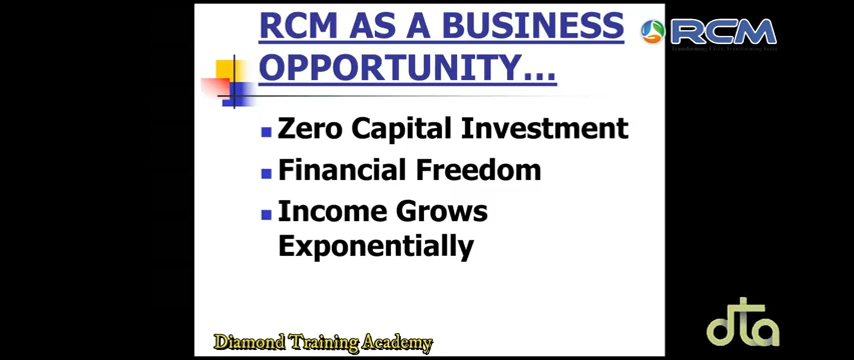 RCM AS A BUSINESS
OPPORTUNITY...
RCM
Zero Capital Investment
Financial Freedom
Income Grows
Exponentially
Diamond Training Academy
dta